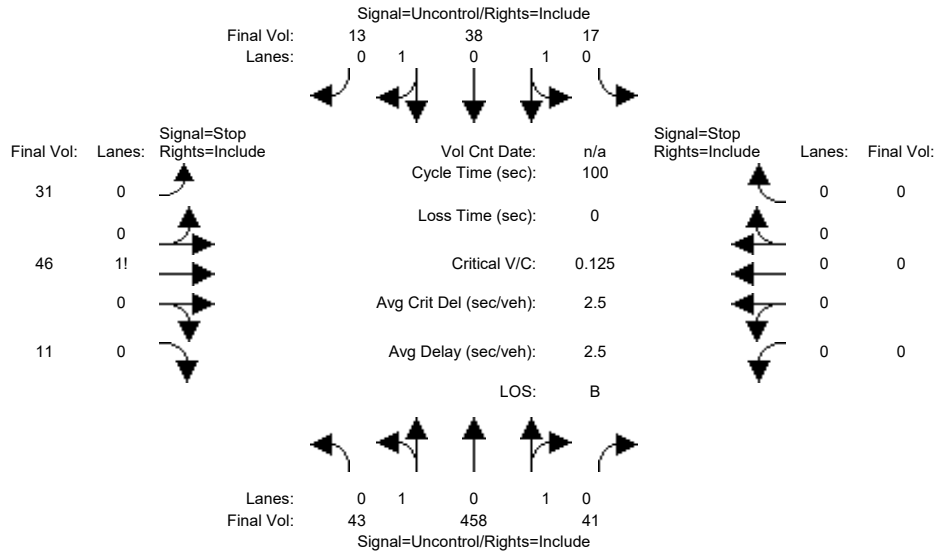 Signal=Uncontrol/Rights=Include
Final Vol: 13 38 17
Lanes: 0 1 0 1 0
Signal=Stop Signal=Stop
Final Vol: Lanes: Rights=Include Vol Cnt Date: n/a Rights=Include Lanes: Final Vol:
Cycle Time (sec): 100
31 0 0 0
Loss Time (sec): 0
0 0
46 1! Critical V/C: 0.125 0 0
0 Avg Crit Del (sec/veh): 2.5 0
11 0 Avg Delay (sec/veh): 2.5 0 0
LOS: B
Lanes: 0 1 0 1 0
Final Vol: 43 458 41
Signal=Uncontrol/Rights=Include